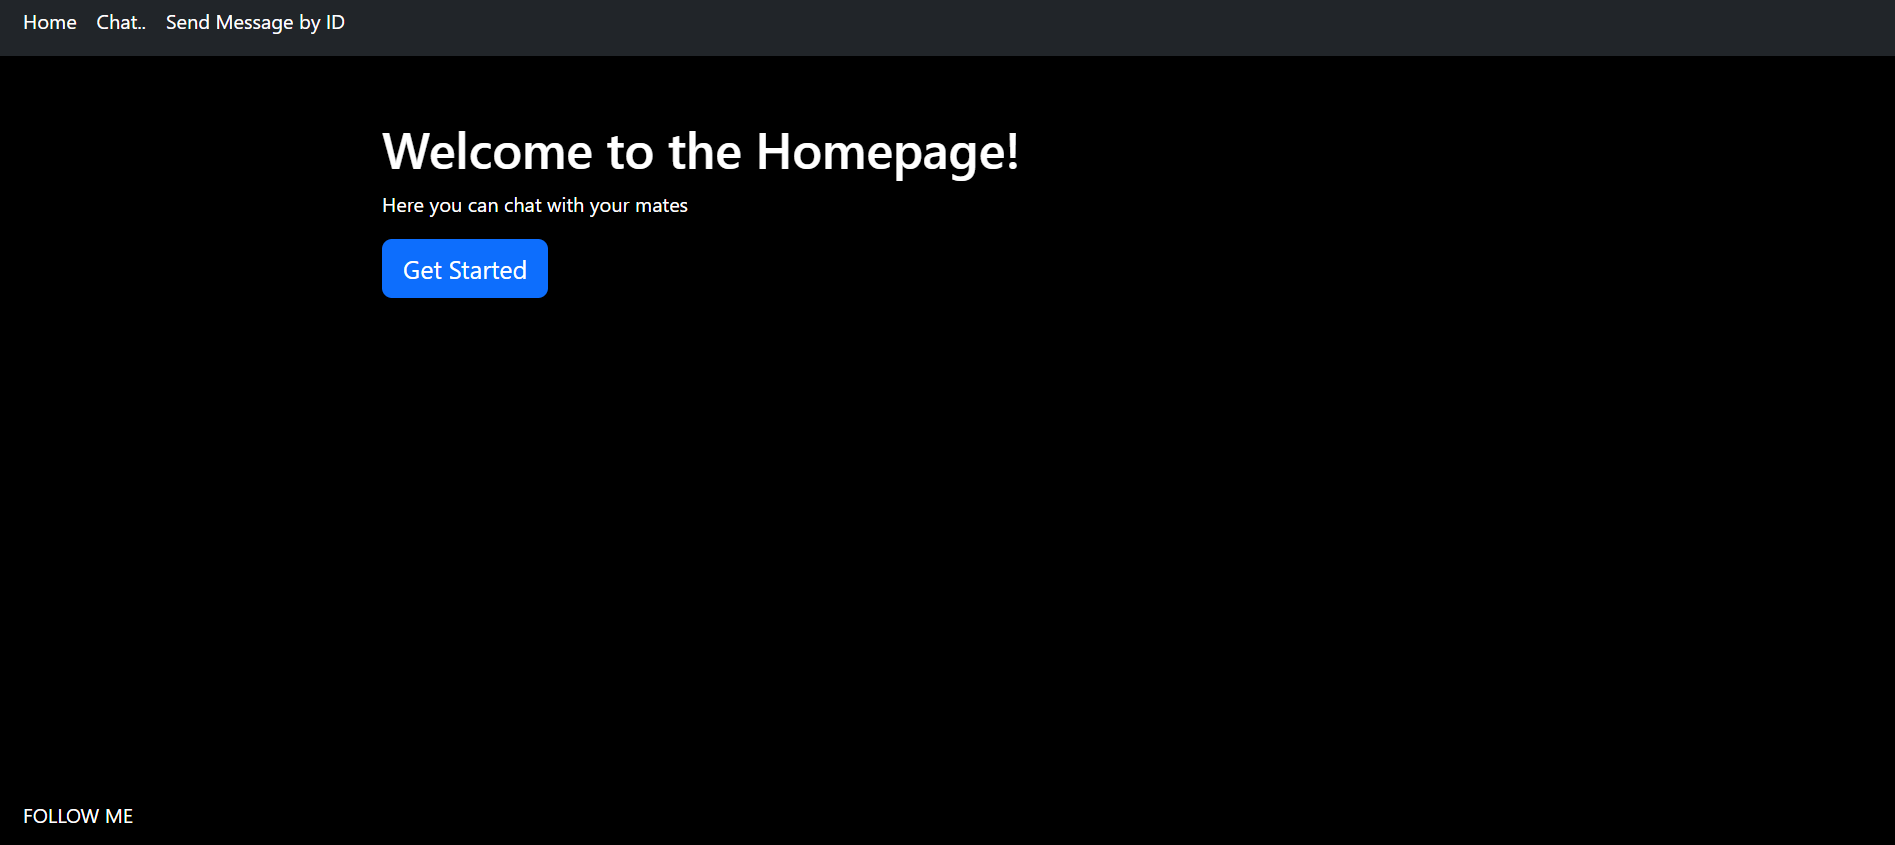 Home Chat.. Send Message by ID
Welcome to the Homepage!
Here you can chat with your mates
Get Started
FOLLOW ME